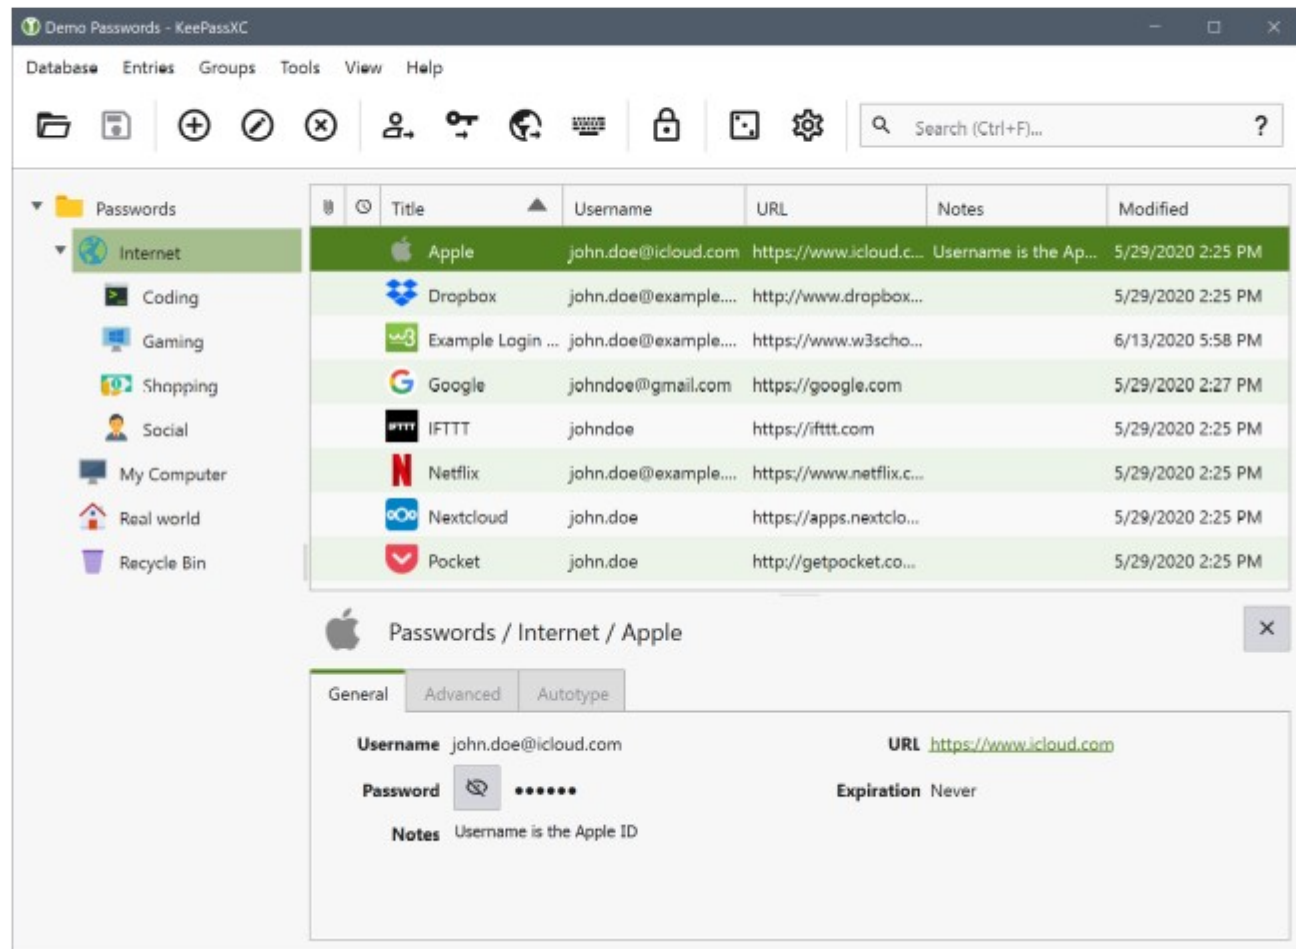 Demo Passwords - KeePassXC
Database Entries Groups Tools View Help
Search (Ctrl+F)... ?
Passwords
Internet
Coding
Gaming
Shopping
Social
My Computer
Real world
Recycle Bin
Title Username URL Notes Modified
Apple john.doe@icloud.com https://www.icloud.c... Username is the Ap... 5/29/2020 2:25 PM
Dropbox john.doe@example.... http://www.dropbox... 5/29/2020 2:25 PM
w3 Example Login ... john.doe@example.... https://www.w3scho... 6/13/2020 5:58 PM
G Google johndoe@gmail.com https://google.com 5/29/2020 2:27 PM
IFTTT IFTTT johndoe https://ifttt.com 5/29/2020 2:25 PM
N Netflix john.doe@example.... https://www.netflix.c... 5/29/2020 2:25 PM
Nextcloud john.doe https://apps.nextclo... 5/29/2020 2:25 PM
Pocket john.doe http://getpocket.co... 5/29/2020 2:25 PM
Passwords / Internet / Apple
General Advanced Autotype
Username john.doe@icloud.com URL https://www.icloud.com
Password ●●●●●● Expiration Never
Notes Username is the Apple ID